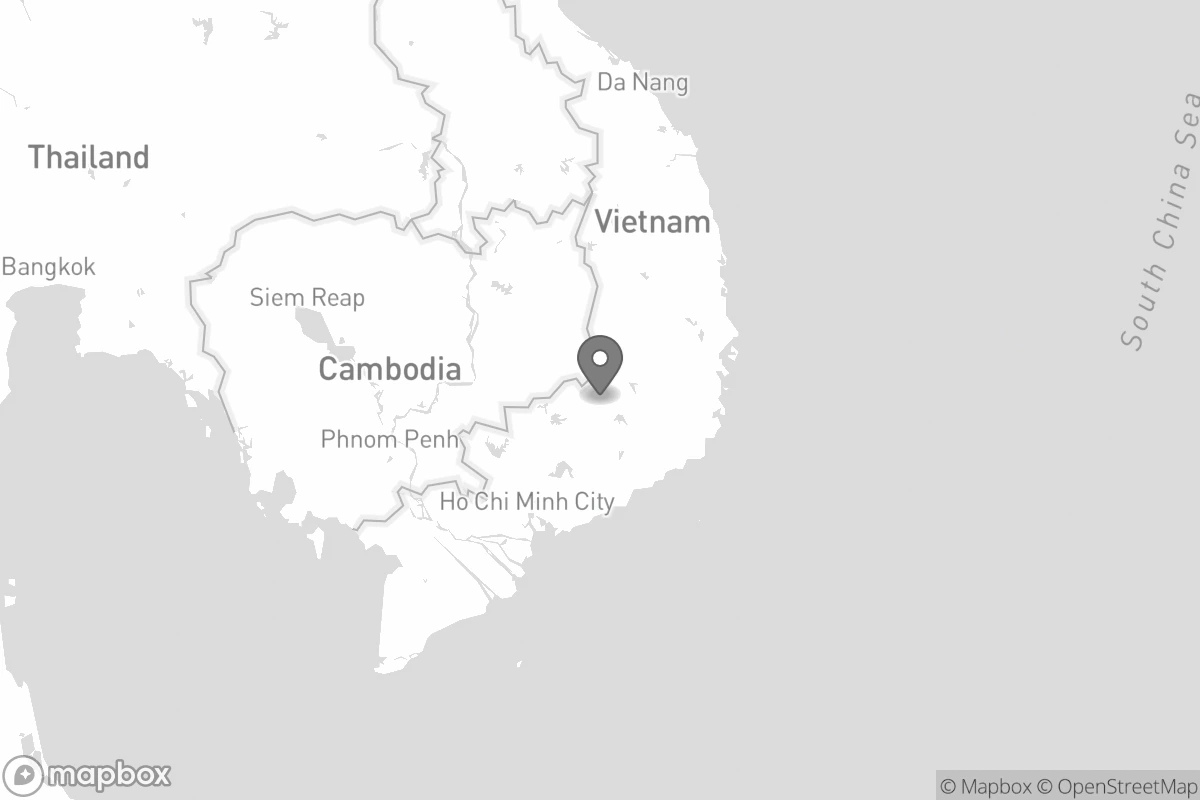 Da Nang
Thailand
South China Sea
Vietnam
Bangkok
Siem Reap
Cambodia
Phnom Penh
Ho Chi Minh City
mapbox
© Mapbox © OpenStreetMap